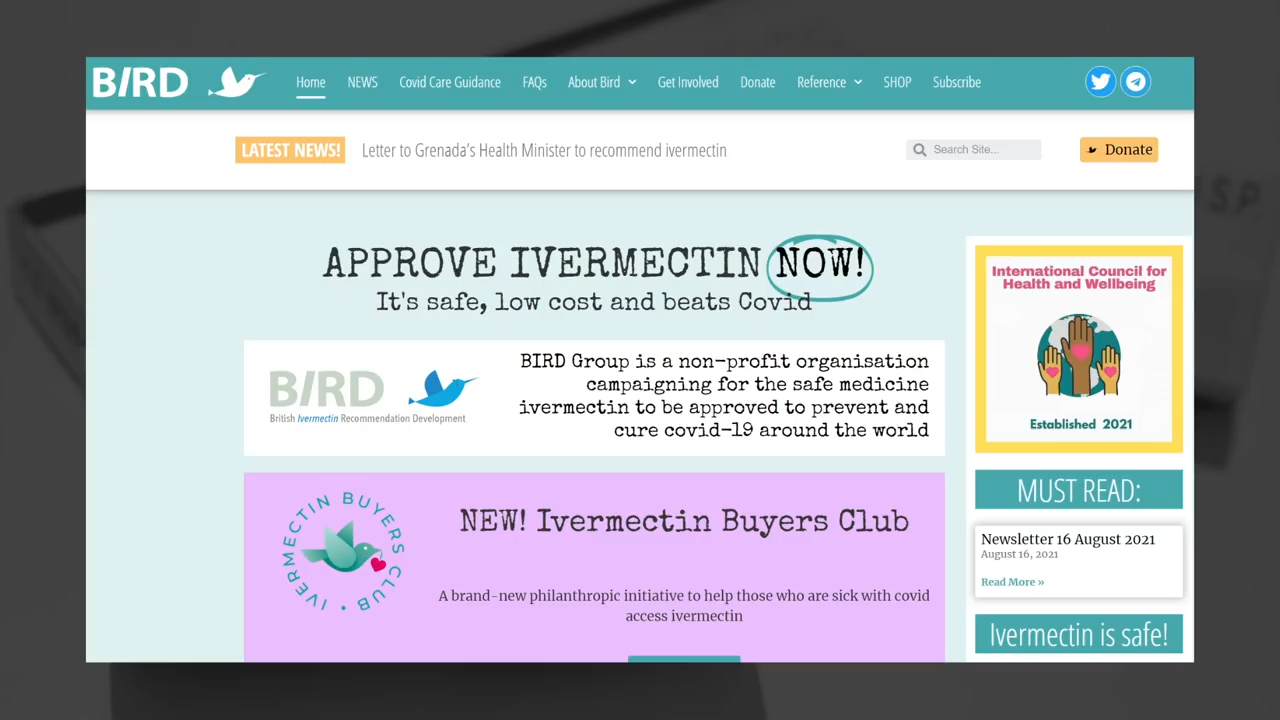 BIRD
Home NEWS Covid Care Guidance FAQs About Bird Get Involved Donate Reference SHOP Subscribe
LATEST NEWS! Letter to Grenada's Health Minister to recommend ivermectin
Search Site...
Donate
APPROVE IVERMECTIN NOW!
It's safe, low cost and beats Covid
BIRD
British Ivermectin Recommendation Development
BIRD Group is a non-profit organisation
campaigning for the safe medicine
ivermectin to be approved to prevent and
cure covid-19 around the world
IVERMECTIN BUYERS CLUB •
NEW! Ivermectin Buyers Club
A brand-new philanthropic initiative to help those who are sick with covid
access ivermectin
International Council for
Health and Wellbeing
Established 2021
MUST READ:
Newsletter 16 August 2021
August 16, 2021
Read More »
Ivermectin is safe!